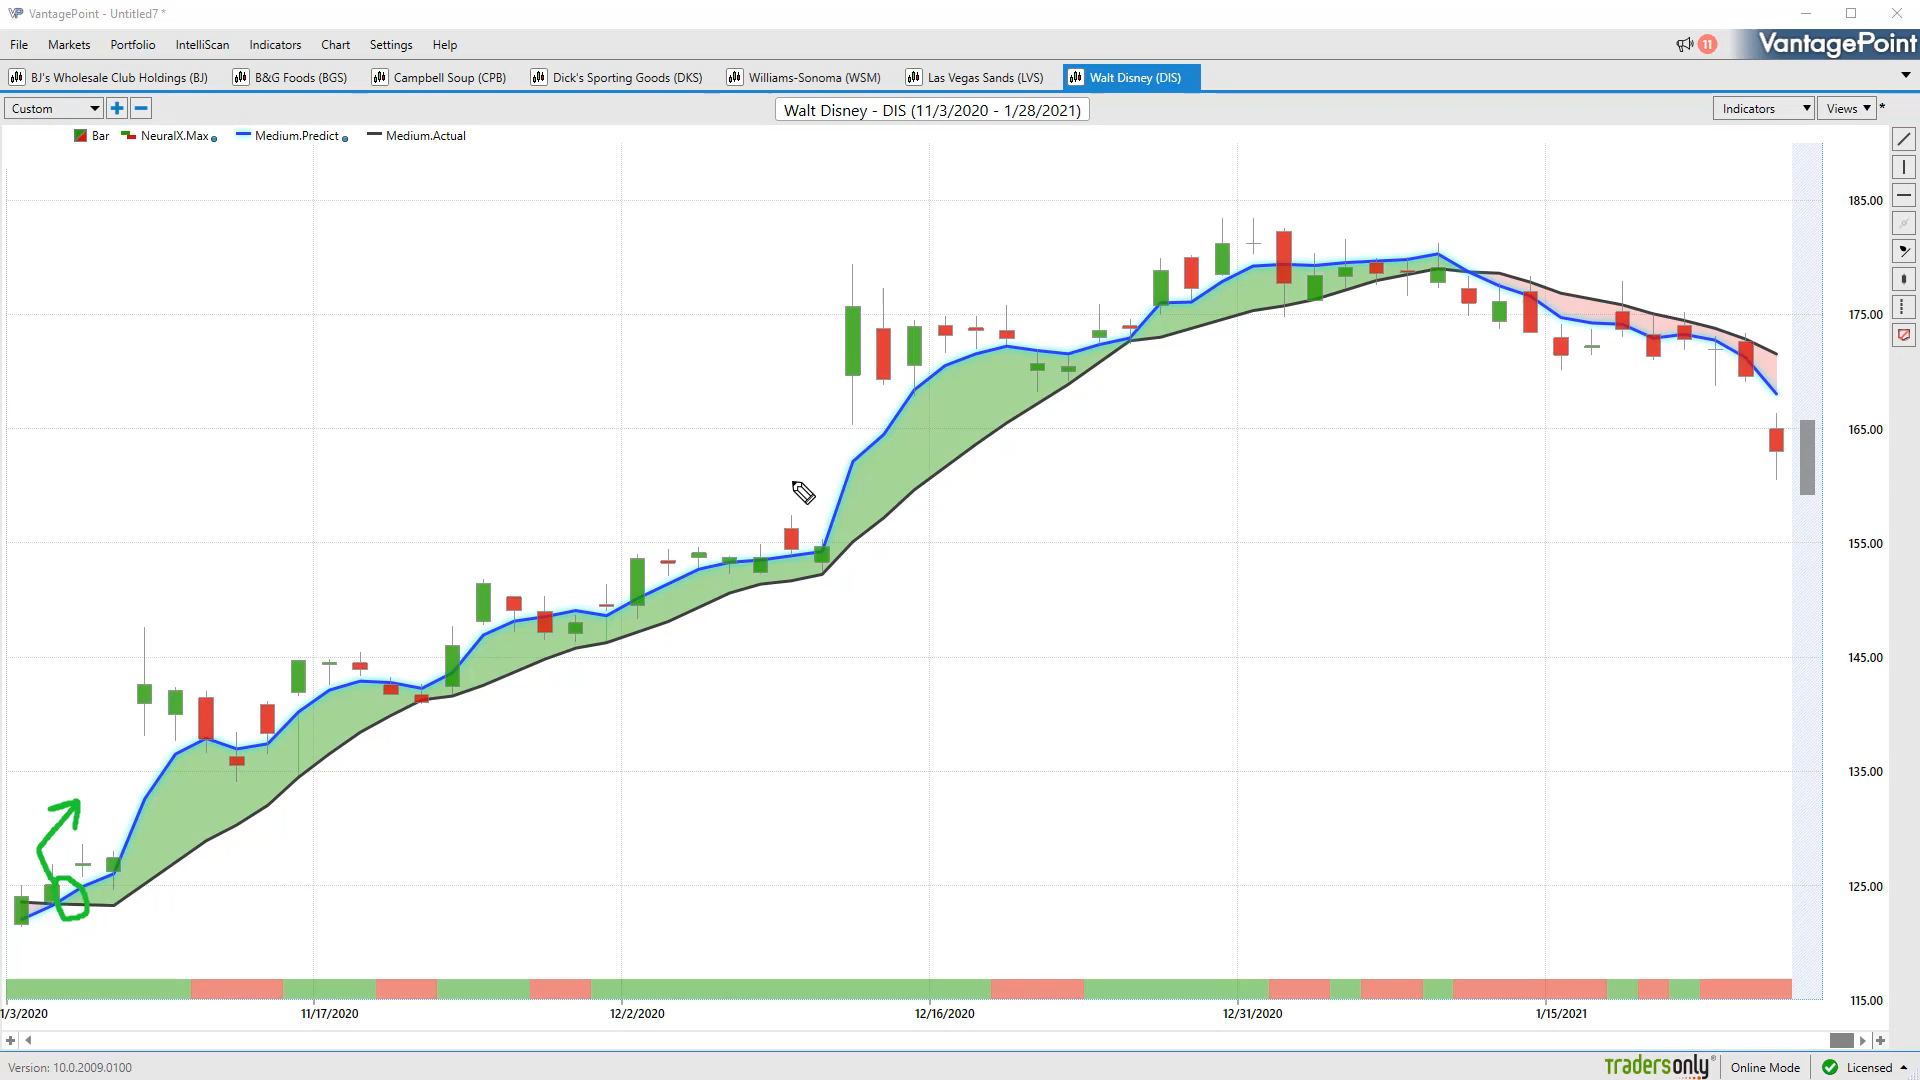 VantagePoint - Untitled7 *
File Markets Portfolio IntelliScan Indicators Chart Settings Help 11 VantagePoint
BJ's Wholesale Club Holdings (BJ) B&G Foods (BGS) Campbell Soup (CPB) Dick's Sporting Goods (DKS) Williams-Sonoma (WSM) Las Vegas Sands (LVS) Walt Disney (DIS)
Custom Walt Disney - DIS (11/3/2020 - 1/28/2021) Indicators Views *
Bar NeuralX.Max Medium.Predict Medium.Actual
185.00
175.00
165.00
155.00
145.00
135.00
125.00
115.00
1/3/2020 11/17/2020 12/2/2020 12/16/2020 12/31/2020 1/15/2021
Version: 10.0.2009.0100 tradersonly Online Mode Licensed